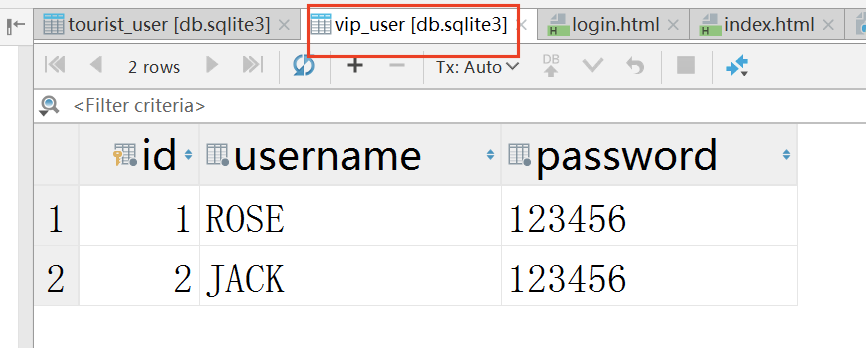 tourist_user [db.sqlite3] vip_user [db.sqlite3] login.html index.html
2 rows Tx: Auto DB
<Filter criteria>
id username password
1 1 ROSE 123456
2 2 JACK 123456